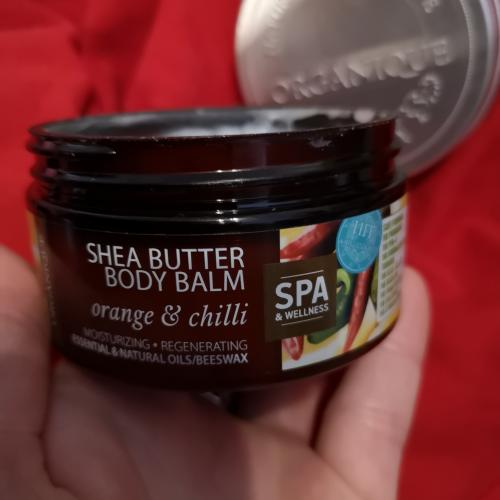 ORGANIQUE
SHEA BUTTER
BODY BALM
orange & chilli
MOISTURIZING • REGENERATING
ESSENTIAL & NATURAL OILS/BEESWAX
SPA
& WELLNESS